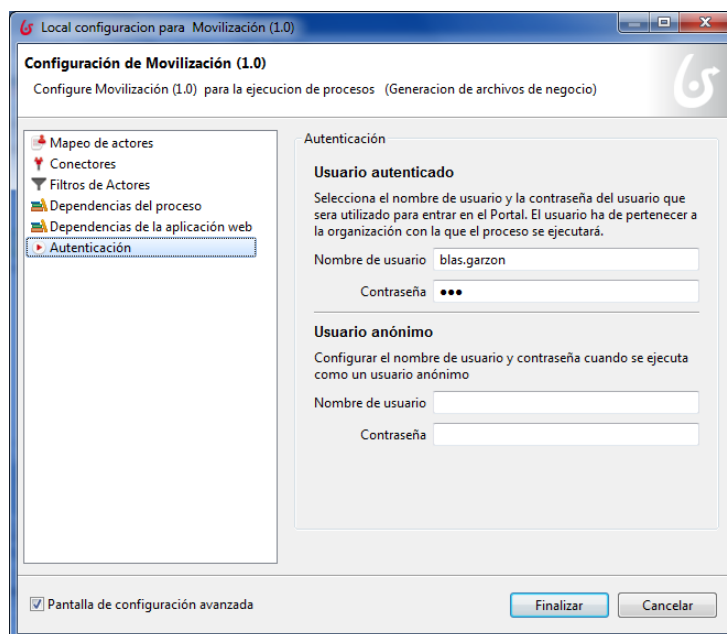 Local configuracion para  Movilización (1.0)
Configuración de Movilización (1.0)
Configure Movilización (1.0)  para la ejecucion de procesos   (Generacion de archivos de negocio)
Mapeo de actores
Conectores
Filtros de Actores
Dependencias del proceso
Dependencias de la aplicación web
Autenticación
Autenticación
Usuario autenticado
Selecciona el nombre de usuario y la contraseña del usuario que
sera utilizado para entrar en el Portal. El usuario ha de pertenecer a
la organización con la que el proceso se ejecutará.
Nombre de usuario blas.garzon
Contraseña ●●●
Usuario anónimo
Configurar el nombre de usuario y contraseña cuando se ejecuta
como un usuario anónimo
Nombre de usuario
Contraseña
Pantalla de configuración avanzada
Finalizar Cancelar